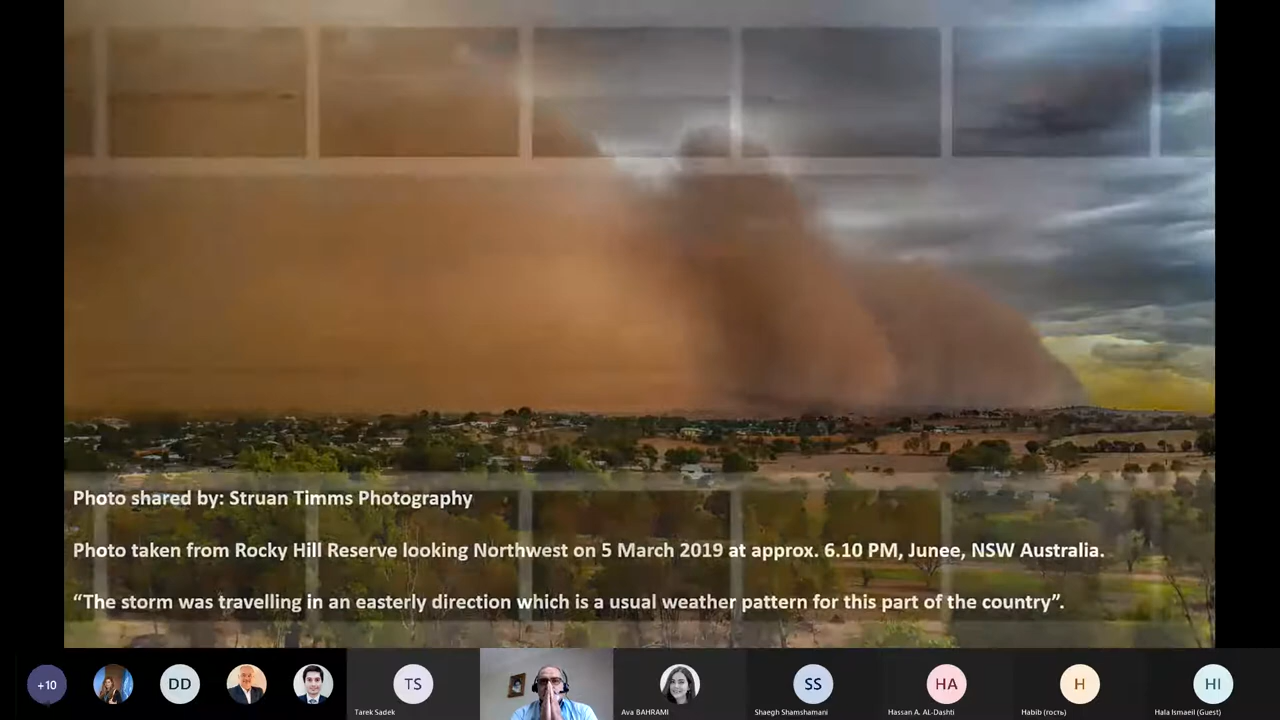 Photo shared by: Struan Timms Photography
Photo taken from Rocky Hill Reserve looking Northwest on 5 March 2019 at approx. 6.10 PM, Junee, NSW Australia.
“The storm was travelling in an easterly direction which is a usual weather pattern for this part of the country”.
+10
DD
TS
SS
HA
H
HI
Tarek Sadek
Ava BAHRAMI
Shaegh Shamshamani
Hassan A. AL-Dashti
Habib (гость)
Hala Ismaeil (Guest)